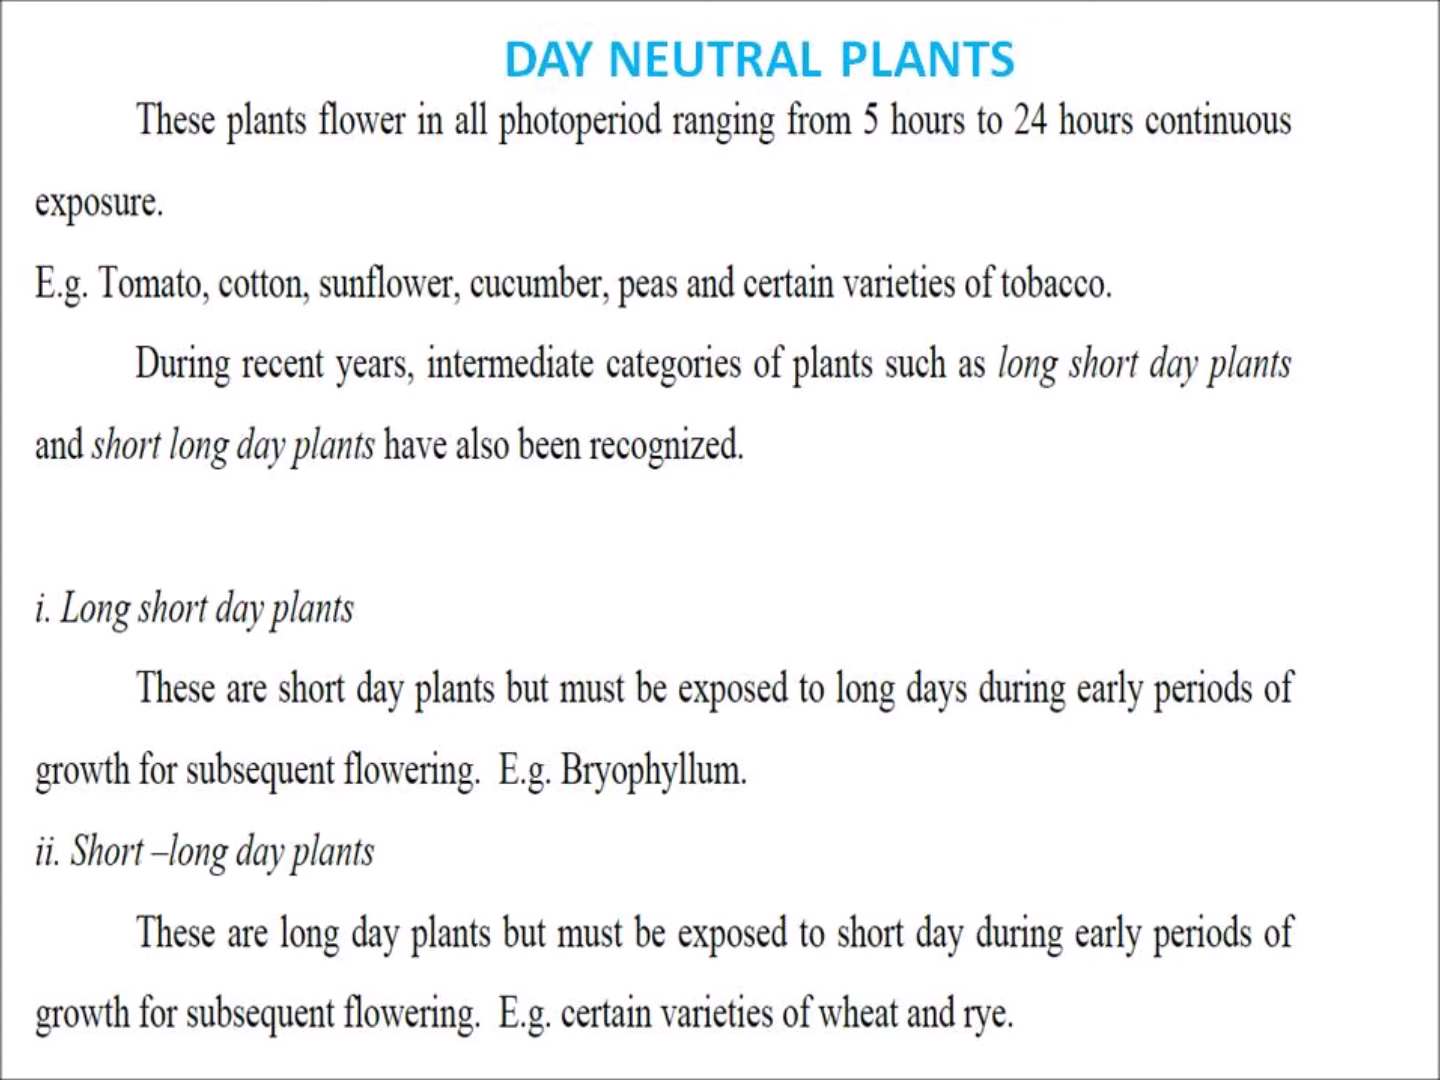 DAY NEUTRAL PLANTS
These plants flower in all photoperiod ranging from 5 hours to 24 hours continuous
exposure.
E.g. Tomato, cotton, sunflower, cucumber, peas and certain varieties of tobacco.
During recent years, intermediate categories of plants such as long short day plants
and short long day plants have also been recognized.
i. Long short day plants
These are short day plants but must be exposed to long days during early periods of
growth for subsequent flowering.  E.g. Bryophyllum.
ii. Short –long day plants
These are long day plants but must be exposed to short day during early periods of
growth for subsequent flowering.  E.g. certain varieties of wheat and rye.